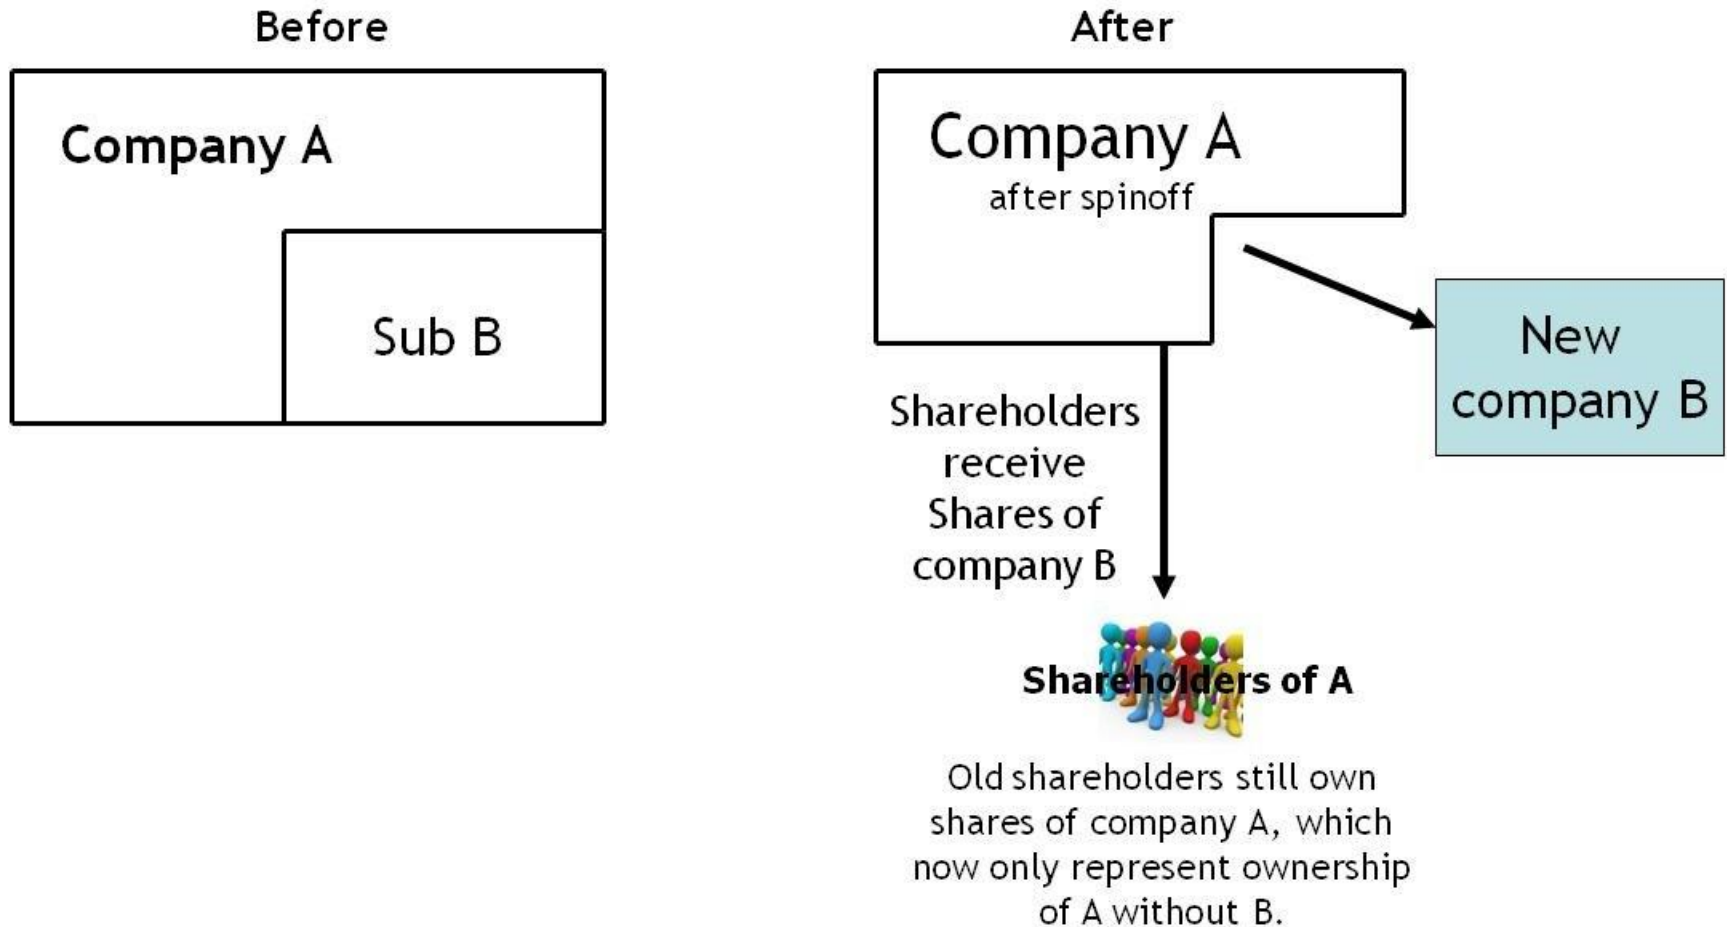 Before
Company A
Sub B
After
Company A
after spinoff
New
company B
Shareholders
receive
Shares of
company B
Shareholders of A
Old shareholders still own
shares of company A, which
now only represent ownership
of A without B.